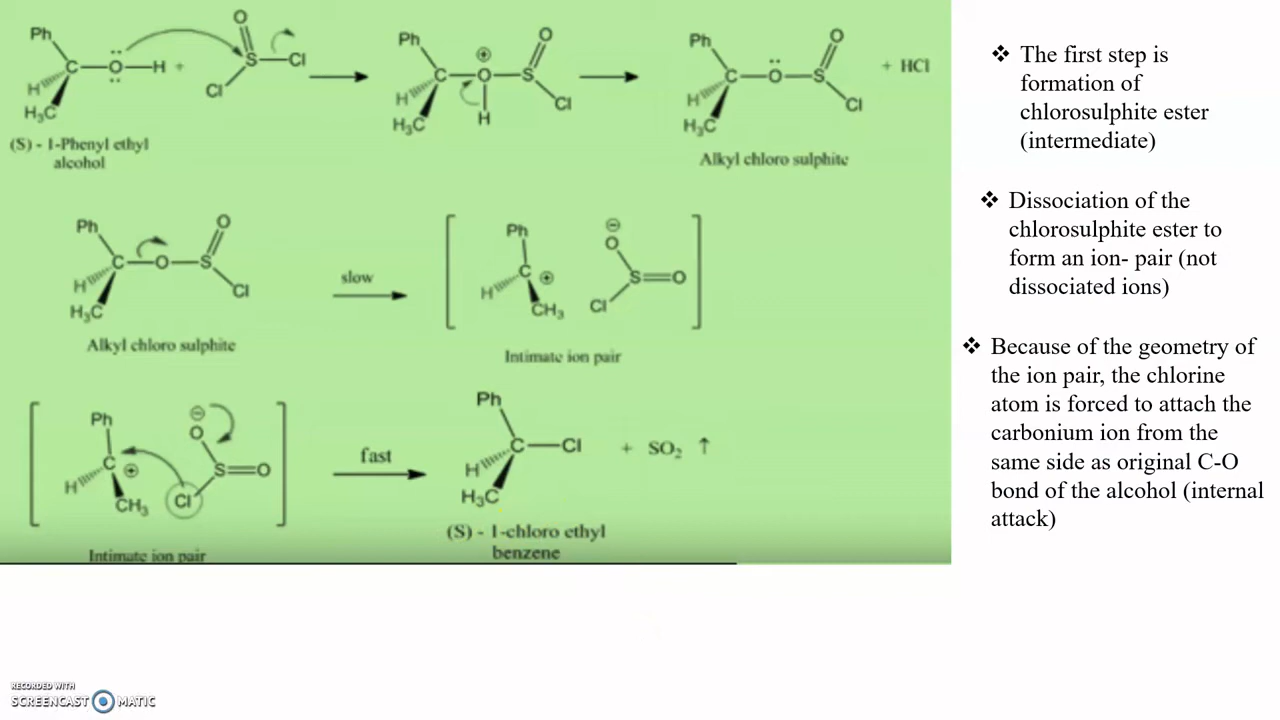 Ph
O
C
O
H
+
S
Cl
Cl
H
H₃C
(S) - 1-Phenyl ethyl
alcohol
Ph
⊕
O
C
O
S
H
H₃C
H
Cl
Ph
O
C
O
S
H
H₃C
Cl
+ HCl
Alkyl chloro sulphite
Ph
O
C
O
S
H
H₃C
Cl
Alkyl chloro sulphite
slow
Ph
C
⊕
H
CH₃
⊖
O
S
O
Cl
Intimate ion pair
Ph
C
⊕
H
CH₃
⊖
O
S
O
Cl
Intimate ion pair
fast
Ph
C
Cl
H
H₃C
+ SO₂ ↑
(S) - 1-chloro ethyl
benzene
❖ The first step is
formation of
chlorosulphite ester
(intermediate)
❖ Dissociation of the
chlorosulphite ester to
form an ion- pair (not
dissociated ions)
❖ Because of the geometry of
the ion pair, the chlorine
atom is forced to attach the
carbonium ion from the
same side as original C-O
bond of the alcohol (internal
attack)
RECORDED WITH
SCREENCAST MATIC